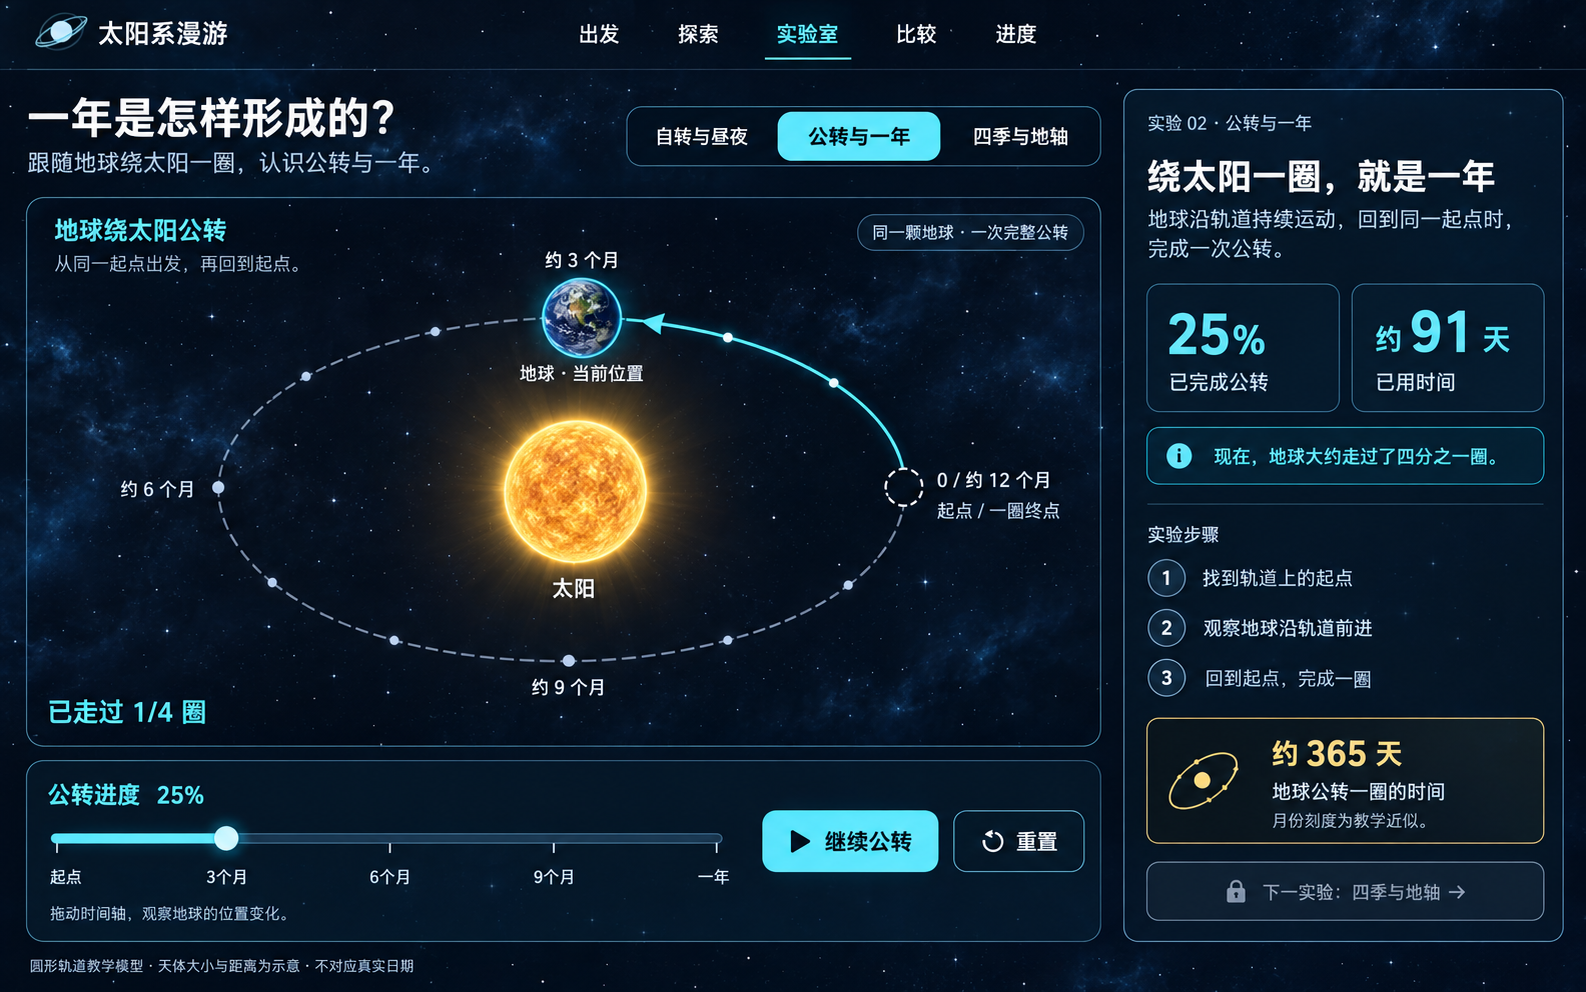 太阳系漫游
出发
探索
实验室
比较
进度
一年是怎样形成的？
跟随地球绕太阳一圈，认识公转与一年。
自转与昼夜
公转与一年
四季与地轴
地球绕太阳公转
从同一起点出发，再回到起点。
同一颗地球 · 一次完整公转
约 3 个月
地球 · 当前位置
约 6 个月
0 / 约 12 个月
起点 / 一圈终点
太阳
约 9 个月
已走过 1/4 圈
公转进度 25%
起点
3个月
6个月
9个月
一年
拖动时间轴，观察地球的位置变化。
继续公转
重置
实验 02 · 公转与一年
绕太阳一圈，就是一年
地球沿轨道持续运动，回到同一起点时，
完成一次公转。
25%
已完成公转
约 91 天
已用时间
现在，地球大约走过了四分之一圈。
实验步骤
1 找到轨道上的起点
2 观察地球沿轨道前进
3 回到起点，完成一圈
约 365 天
地球公转一圈的时间
月份刻度为教学近似。
下一实验：四季与地轴 →
圆形轨道教学模型 · 天体大小与距离为示意 · 不对应真实日期